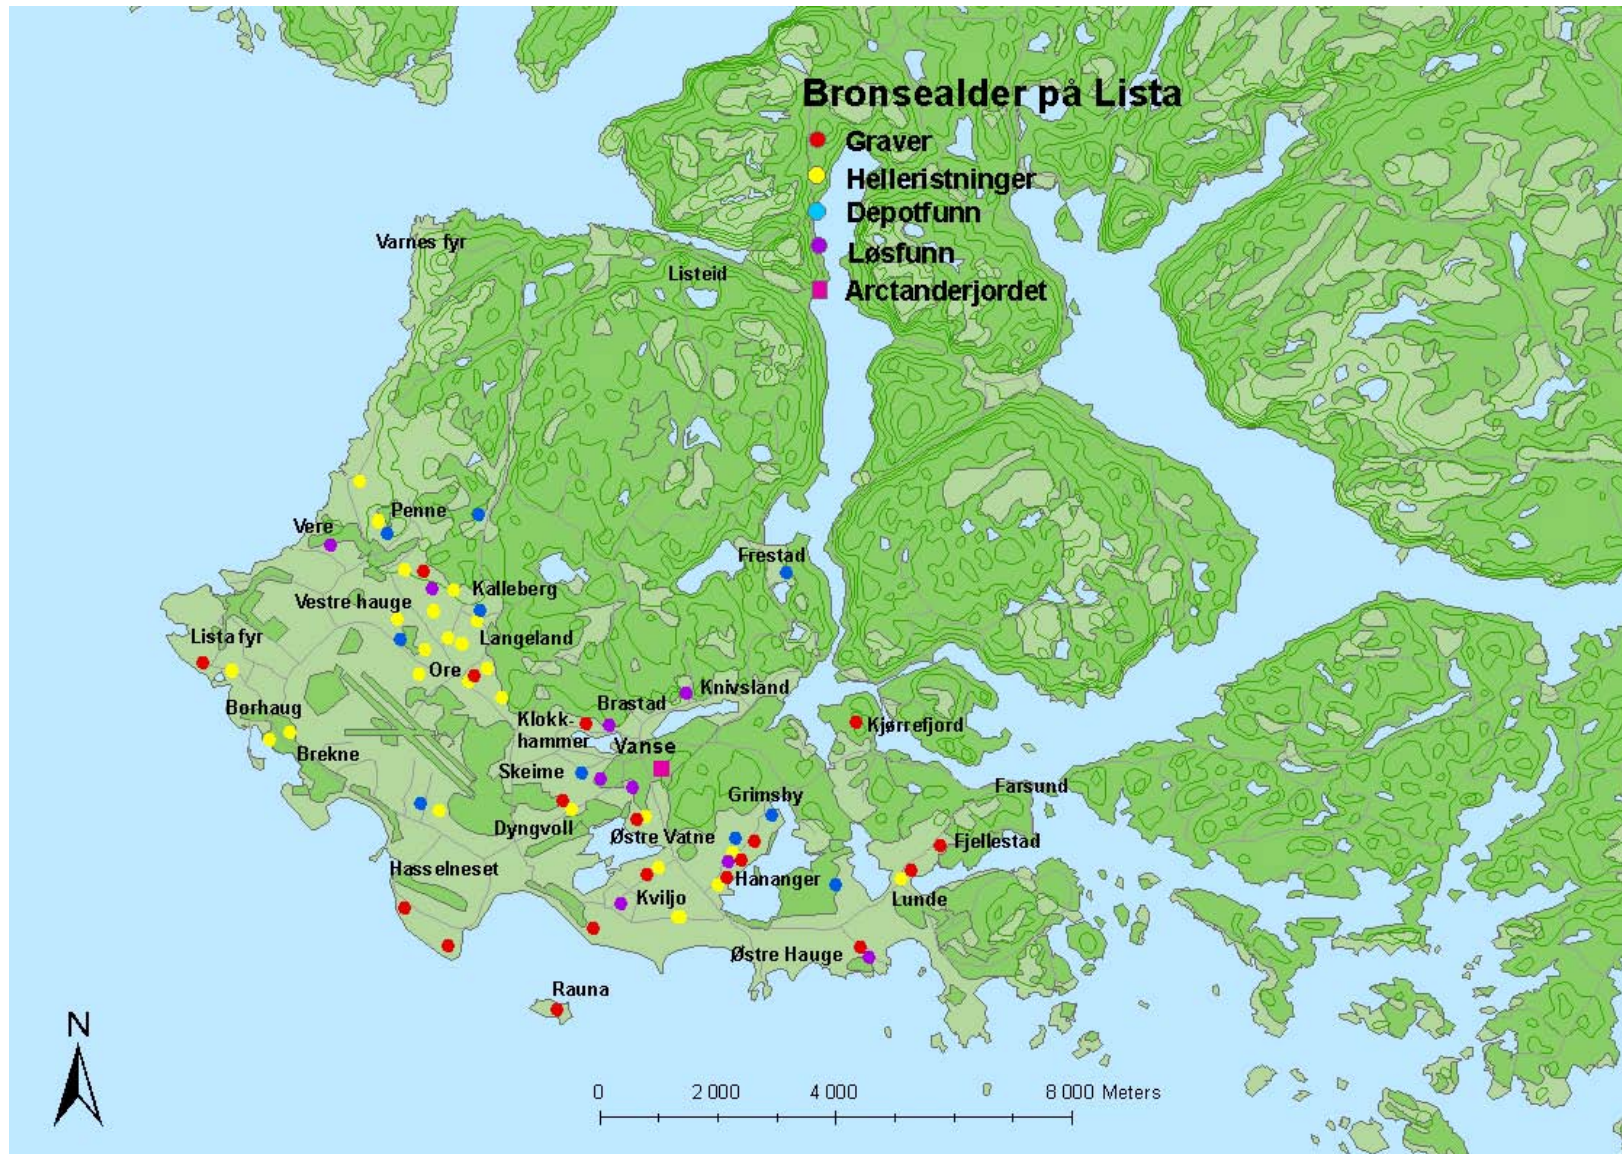 Bronsealder på Lista
Graver
Helleristninger
Depotfunn
Løsfunn
Arctanderjordet
Varnes fyr
Listeid
Penne
Vere
Frestad
Kalleberg
Vestre hauge
Lista fyr
Langeland
Ore
Knivsland
Brastad
Borhaug
Klokk-
hammer
Kjørrefjord
Vanse
Brekne
Skeime
Farsund
Grimsby
Dyngvoll
Østre Vatne
Fjellestad
Hasselneset
Hananger
Kviljo
Lunde
Østre Hauge
Rauna
N
0 2 000 4 000 8 000 Meters